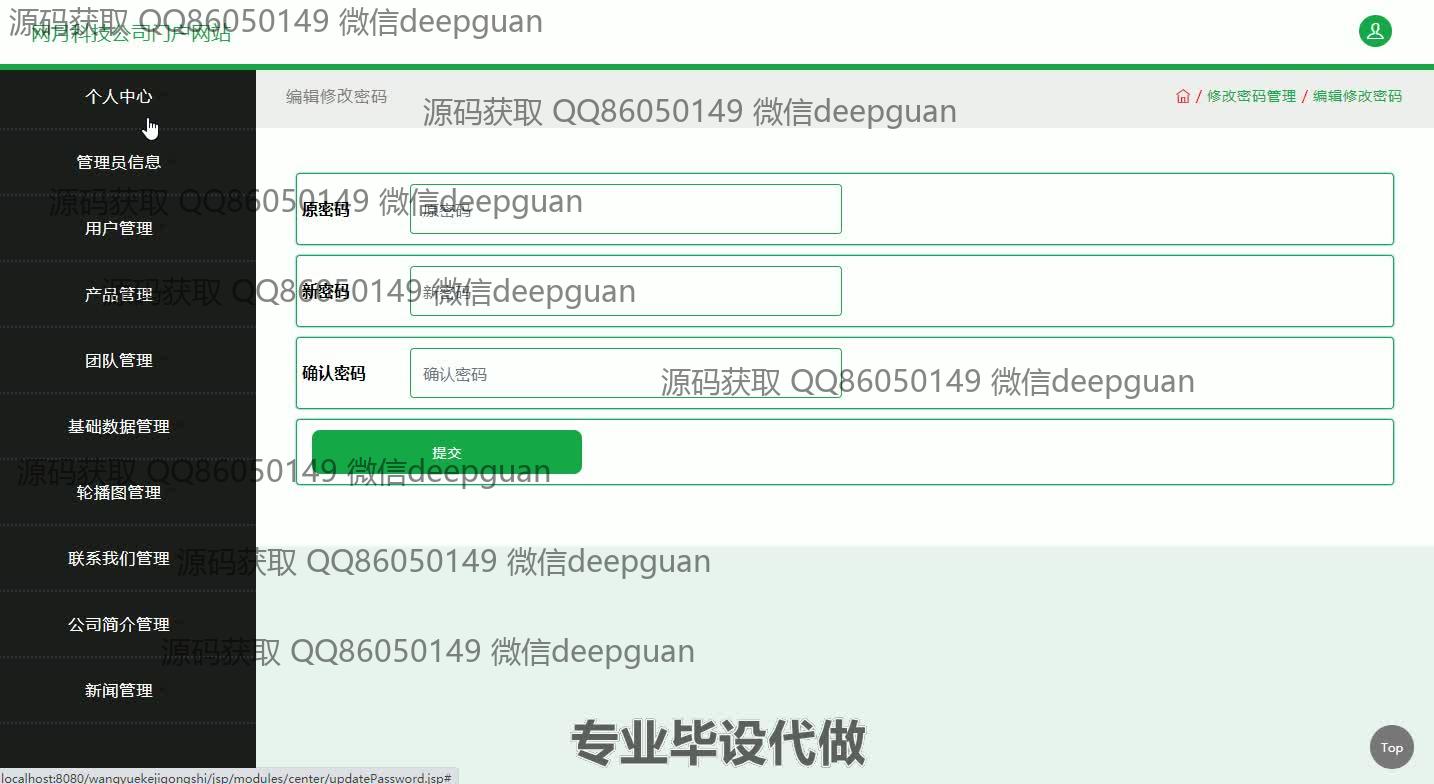 源码获取 QQ86050149 微信deepguan
网月科技公司门户网站
个人中心
编辑修改密码
/ 修改密码管理 / 编辑修改密码
源码获取 QQ86050149 微信deepguan
管理员信息
源码获取 QQ86050149 微信deepguan
原密码
原密码
用户管理
产品管理
源码获取 QQ86050149 微信deepguan
新密码
新密码
团队管理
确认密码
确认密码
源码获取 QQ86050149 微信deepguan
基础数据管理
提交
源码获取 QQ86050149 微信deepguan
轮播图管理
联系我们管理
源码获取 QQ86050149 微信deepguan
公司简介管理
源码获取 QQ86050149 微信deepguan
新闻管理
专业毕设代做
Top
localhost:8080/wangyuekejigongshi/jsp/modules/center/updatePassword.jsp#